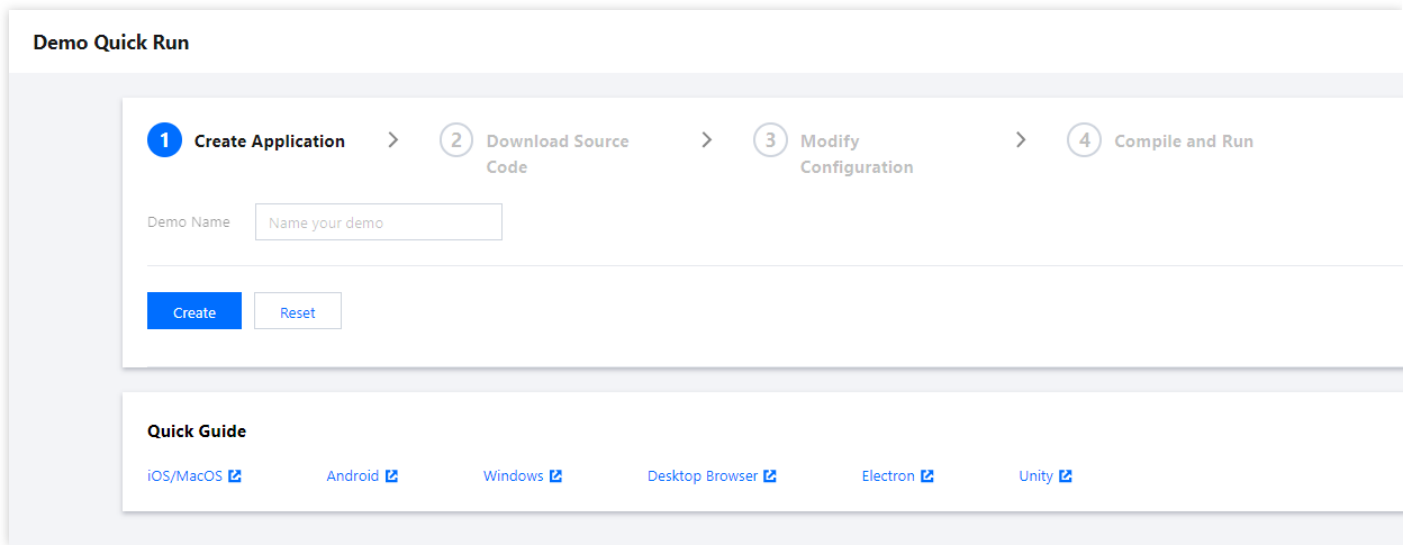 Demo Quick Run
1 Create Application > 2 Download Source Code > 3 Modify Configuration > 4 Compile and Run
Demo Name Name your demo
Create Reset
Quick Guide
iOS/MacOS Android Windows Desktop Browser Electron Unity